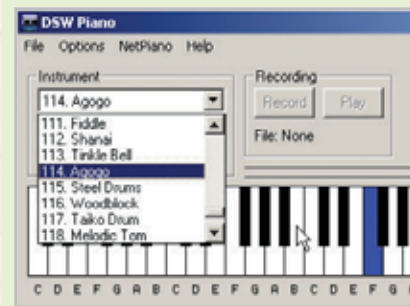 DSW Piano
File Options NetPiano Help
Instrument
114. Agogo
111. Fiddle
112. Shanai
113. Tinkle Bell
114. Agogo
115. Steel Drums
116. Woodblock
117. Taiko Drum
118. Melodic Tom
Recording
Record Play
File: None
C D E F G A B C D E F G A B C D E F G